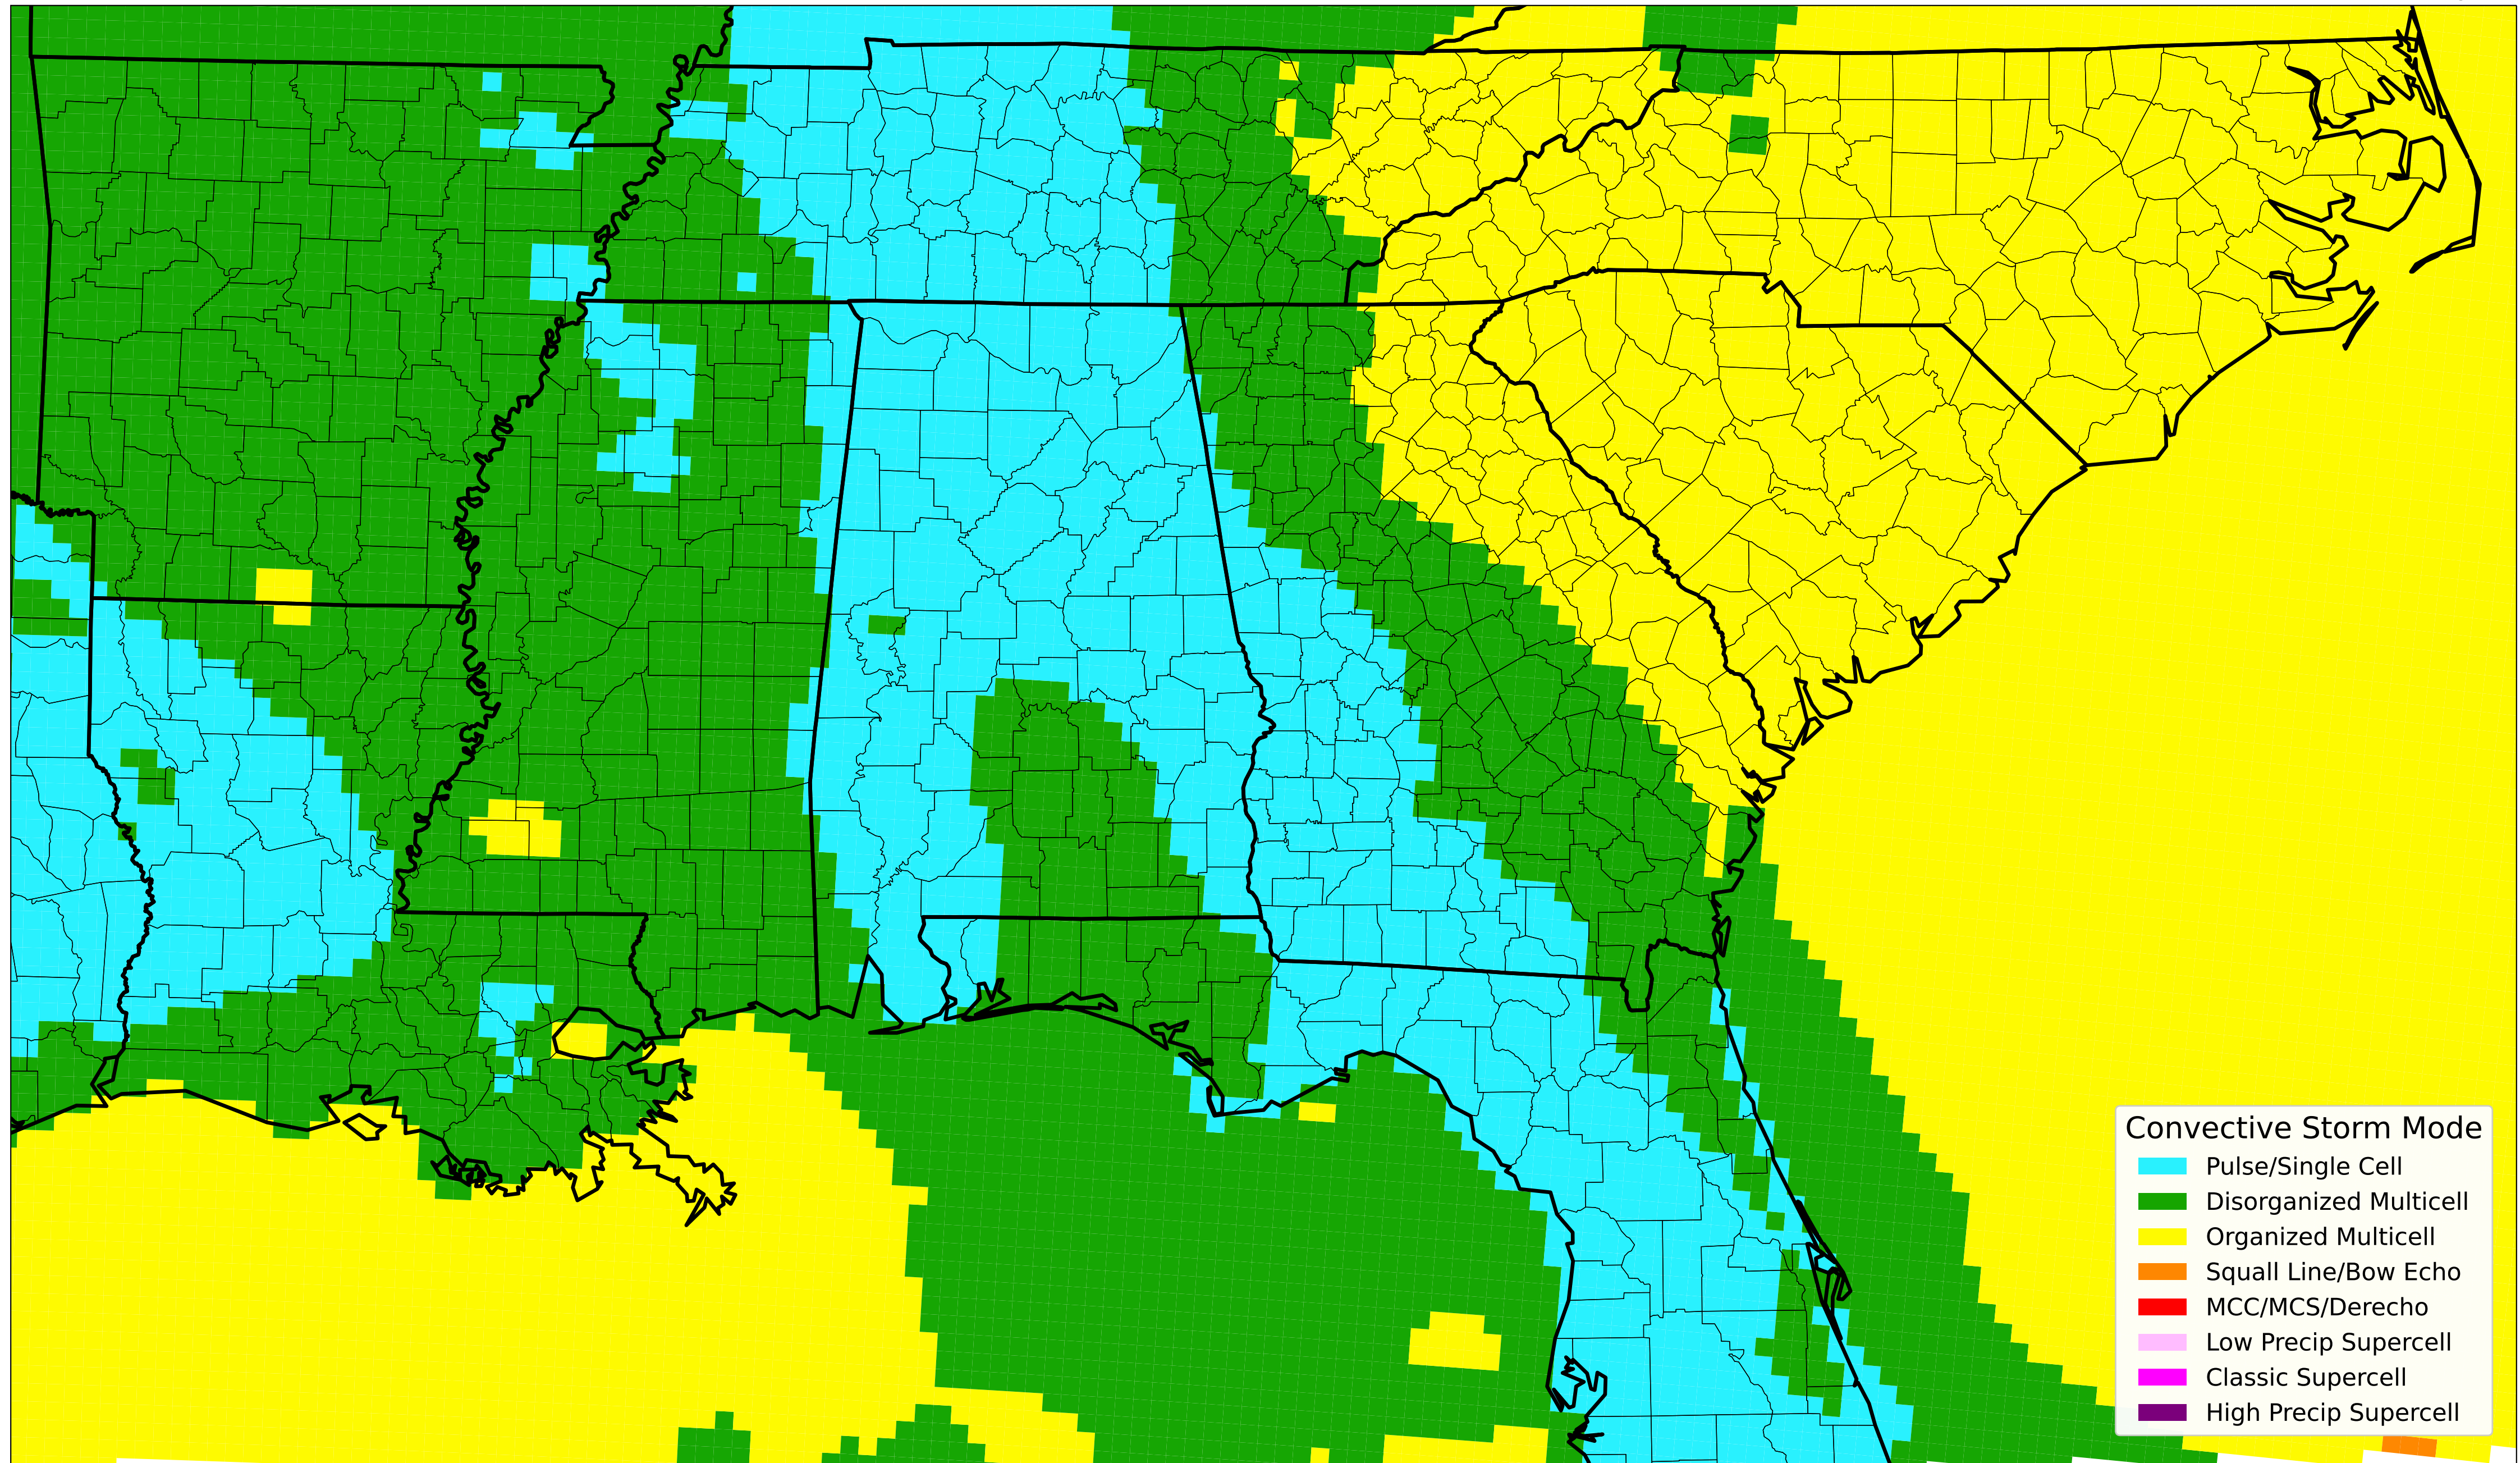 Convective Storm Mode
Pulse/Single Cell
Disorganized Multicell
Organized Multicell
Squall Line/Bow Echo
MCC/MCS/Derecho
Low Precip Supercell
Classic Supercell
High Precip Supercell